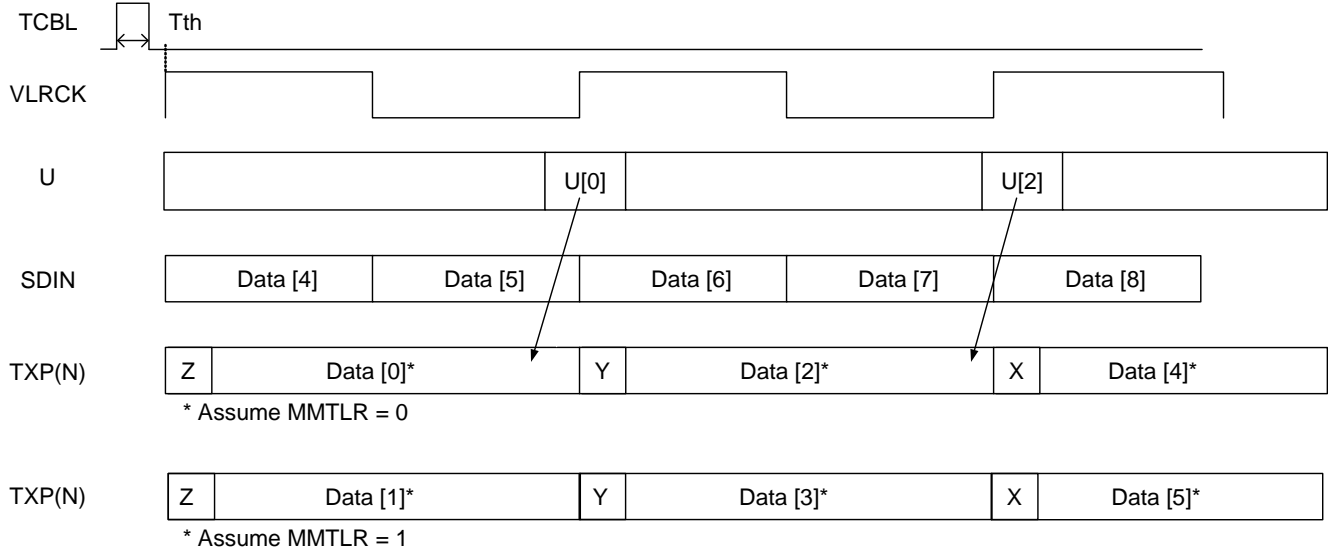 TCBL Tth
VLRCK
U U[0] U[2]
SDIN Data [4] Data [5] Data [6] Data [7] Data [8]
TXP(N) Z Data [0]* Y Data [2]* X Data [4]*
* Assume MMTLR = 0
TXP(N) Z Data [1]* Y Data [3]* X Data [5]*
* Assume MMTLR = 1